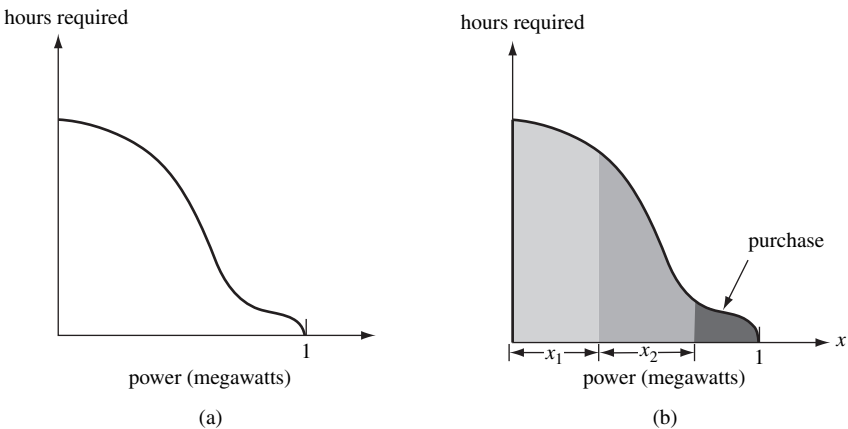 hours required
1
power (megawatts)
(a)
hours required
purchase
x
x₁
x₂
1
power (megawatts)
(b)